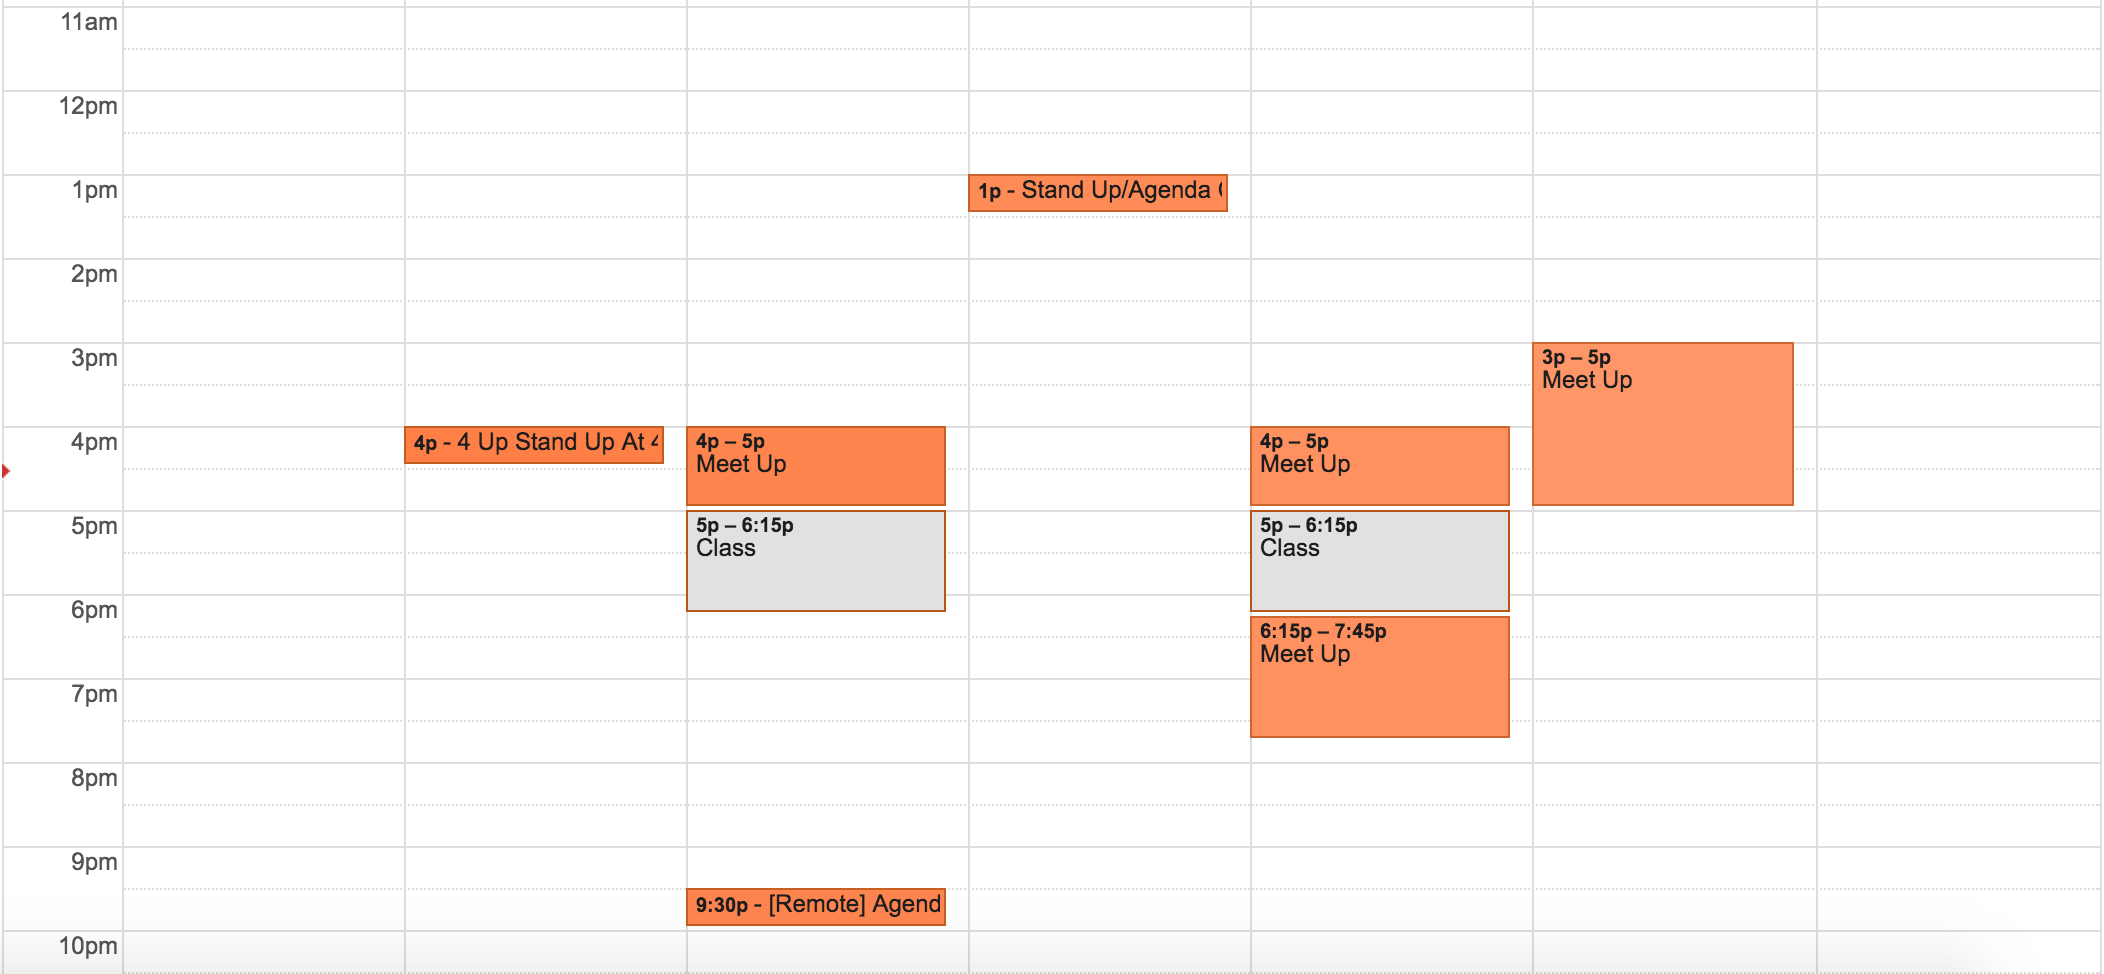 11am
12pm
1pm
1p - Stand Up/Agenda
2pm
3pm
3p – 5p
Meet Up
4pm
4p - 4 Up Stand Up At
4p – 5p
Meet Up
4p – 5p
Meet Up
5pm
5p – 6:15p
Class
5p – 6:15p
Class
6pm
6:15p – 7:45p
Meet Up
7pm
8pm
9pm
9:30p - [Remote] Agend
10pm